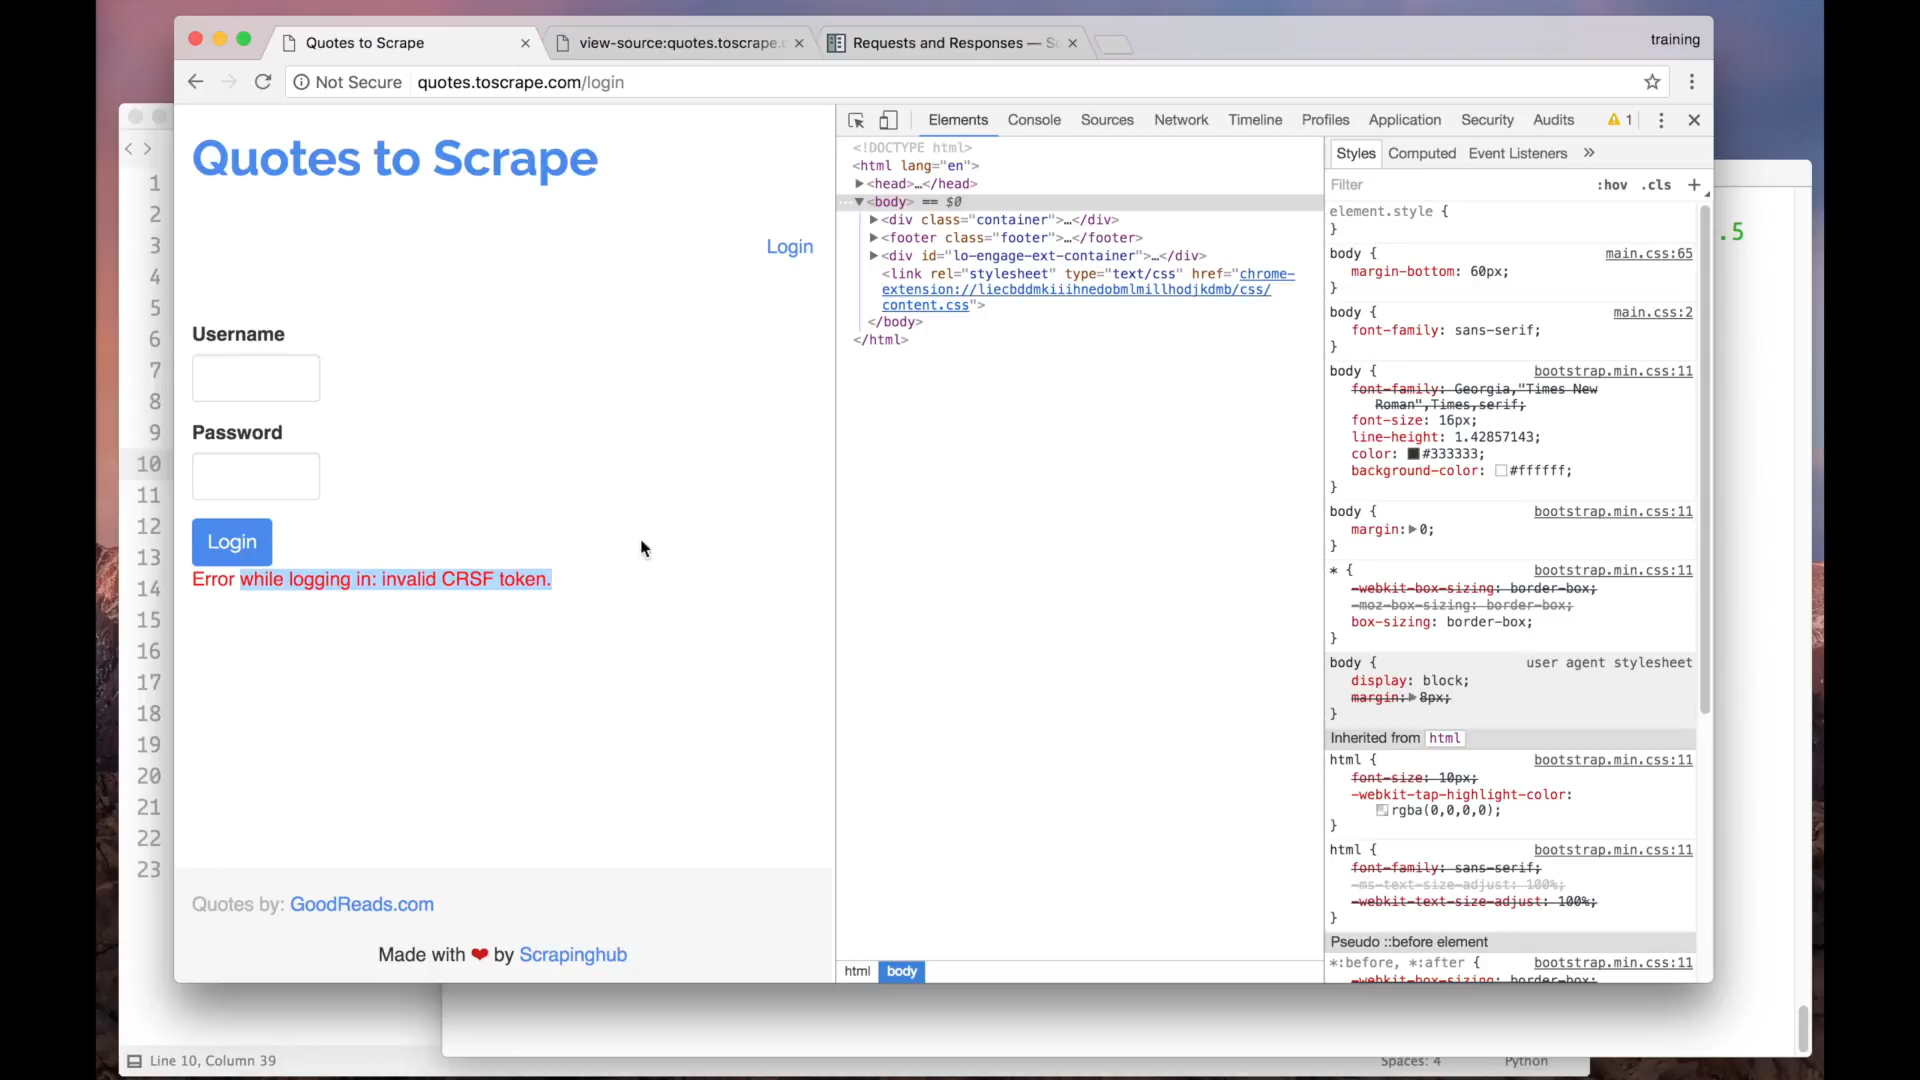 Quotes to Scrape
view-source:quotes.toscrape.
Requests and Responses — Sc
training
Not Secure
quotes.toscrape.com/login
Quotes to Scrape
Login
Username
Password
Login
Error while logging in: invalid CRSF token.
Quotes by: GoodReads.com
Made with ❤ by Scrapinghub
Elements
Console
Sources
Network
Timeline
Profiles
Application
Security
Audits
1
<!DOCTYPE html>
<html lang="en">
<head>…</head>
<body> == $0
<div class="container">…</div>
<footer class="footer">…</footer>
<div id="lo-engage-ext-container">…</div>
<link rel="stylesheet" type="text/css" href="chrome-
extension://liecbddmkiiihnedobmlmillhodjkdmb/css/
content.css">
</body>
</html>
html
body
Styles
Computed
Event Listeners
»
Filter
:hov
.cls
+
element.style {
}
body {
main.css:65
margin-bottom: 60px;
}
body {
main.css:2
font-family: sans-serif;
}
body {
bootstrap.min.css:11
font-family: Georgia,"Times New
Roman",Times,serif;
font-size: 16px;
line-height: 1.42857143;
color: #333333;
background-color: #ffffff;
}
body {
bootstrap.min.css:11
margin: 0;
}
* {
bootstrap.min.css:11
-webkit-box-sizing: border-box;
-moz-box-sizing: border-box;
box-sizing: border-box;
}
body {
user agent stylesheet
display: block;
margin: 8px;
}
Inherited from html
html {
bootstrap.min.css:11
font-size: 10px;
-webkit-tap-highlight-color:
rgba(0,0,0,0);
}
html {
bootstrap.min.css:11
font-family: sans-serif;
-ms-text-size-adjust: 100%;
-webkit-text-size-adjust: 100%;
}
Pseudo ::before element
*:before, *:after {
bootstrap.min.css:11
-webkit-box-sizing: border-box;
1
2
3
4
5
6
7
8
9
10
11
12
13
14
15
16
17
18
19
20
21
22
23
.5
Line 10, Column 39
Spaces: 4
Python